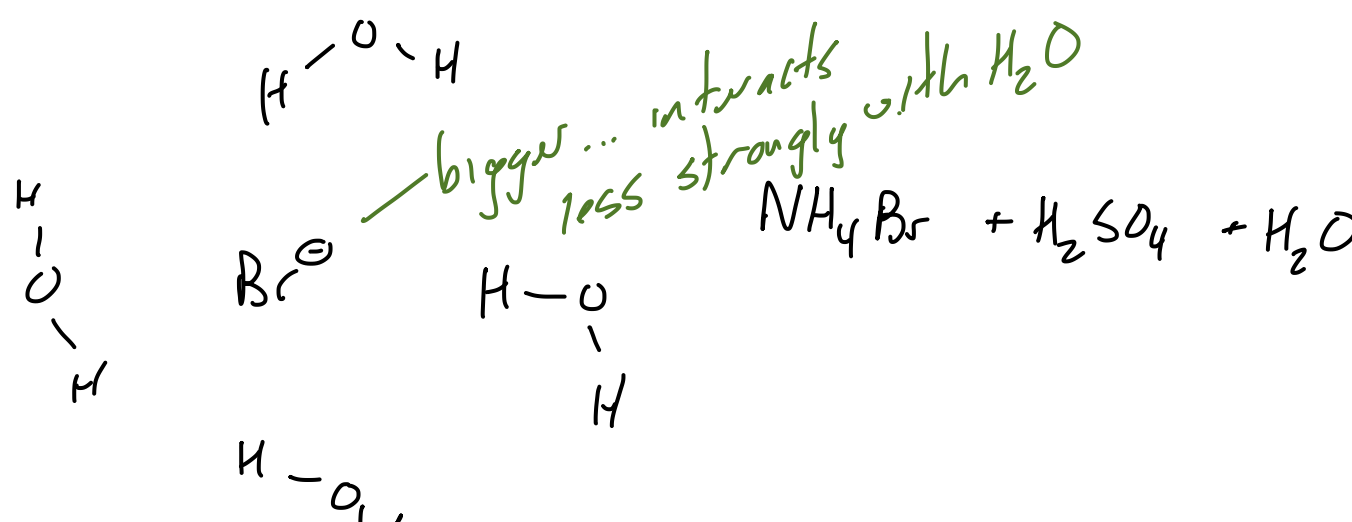 H O H
bigger... interacts
less strongly with H₂O
NH₄Br + H₂SO₄ + H₂O
H
O
H
Br⊖
H — O
H
H — O